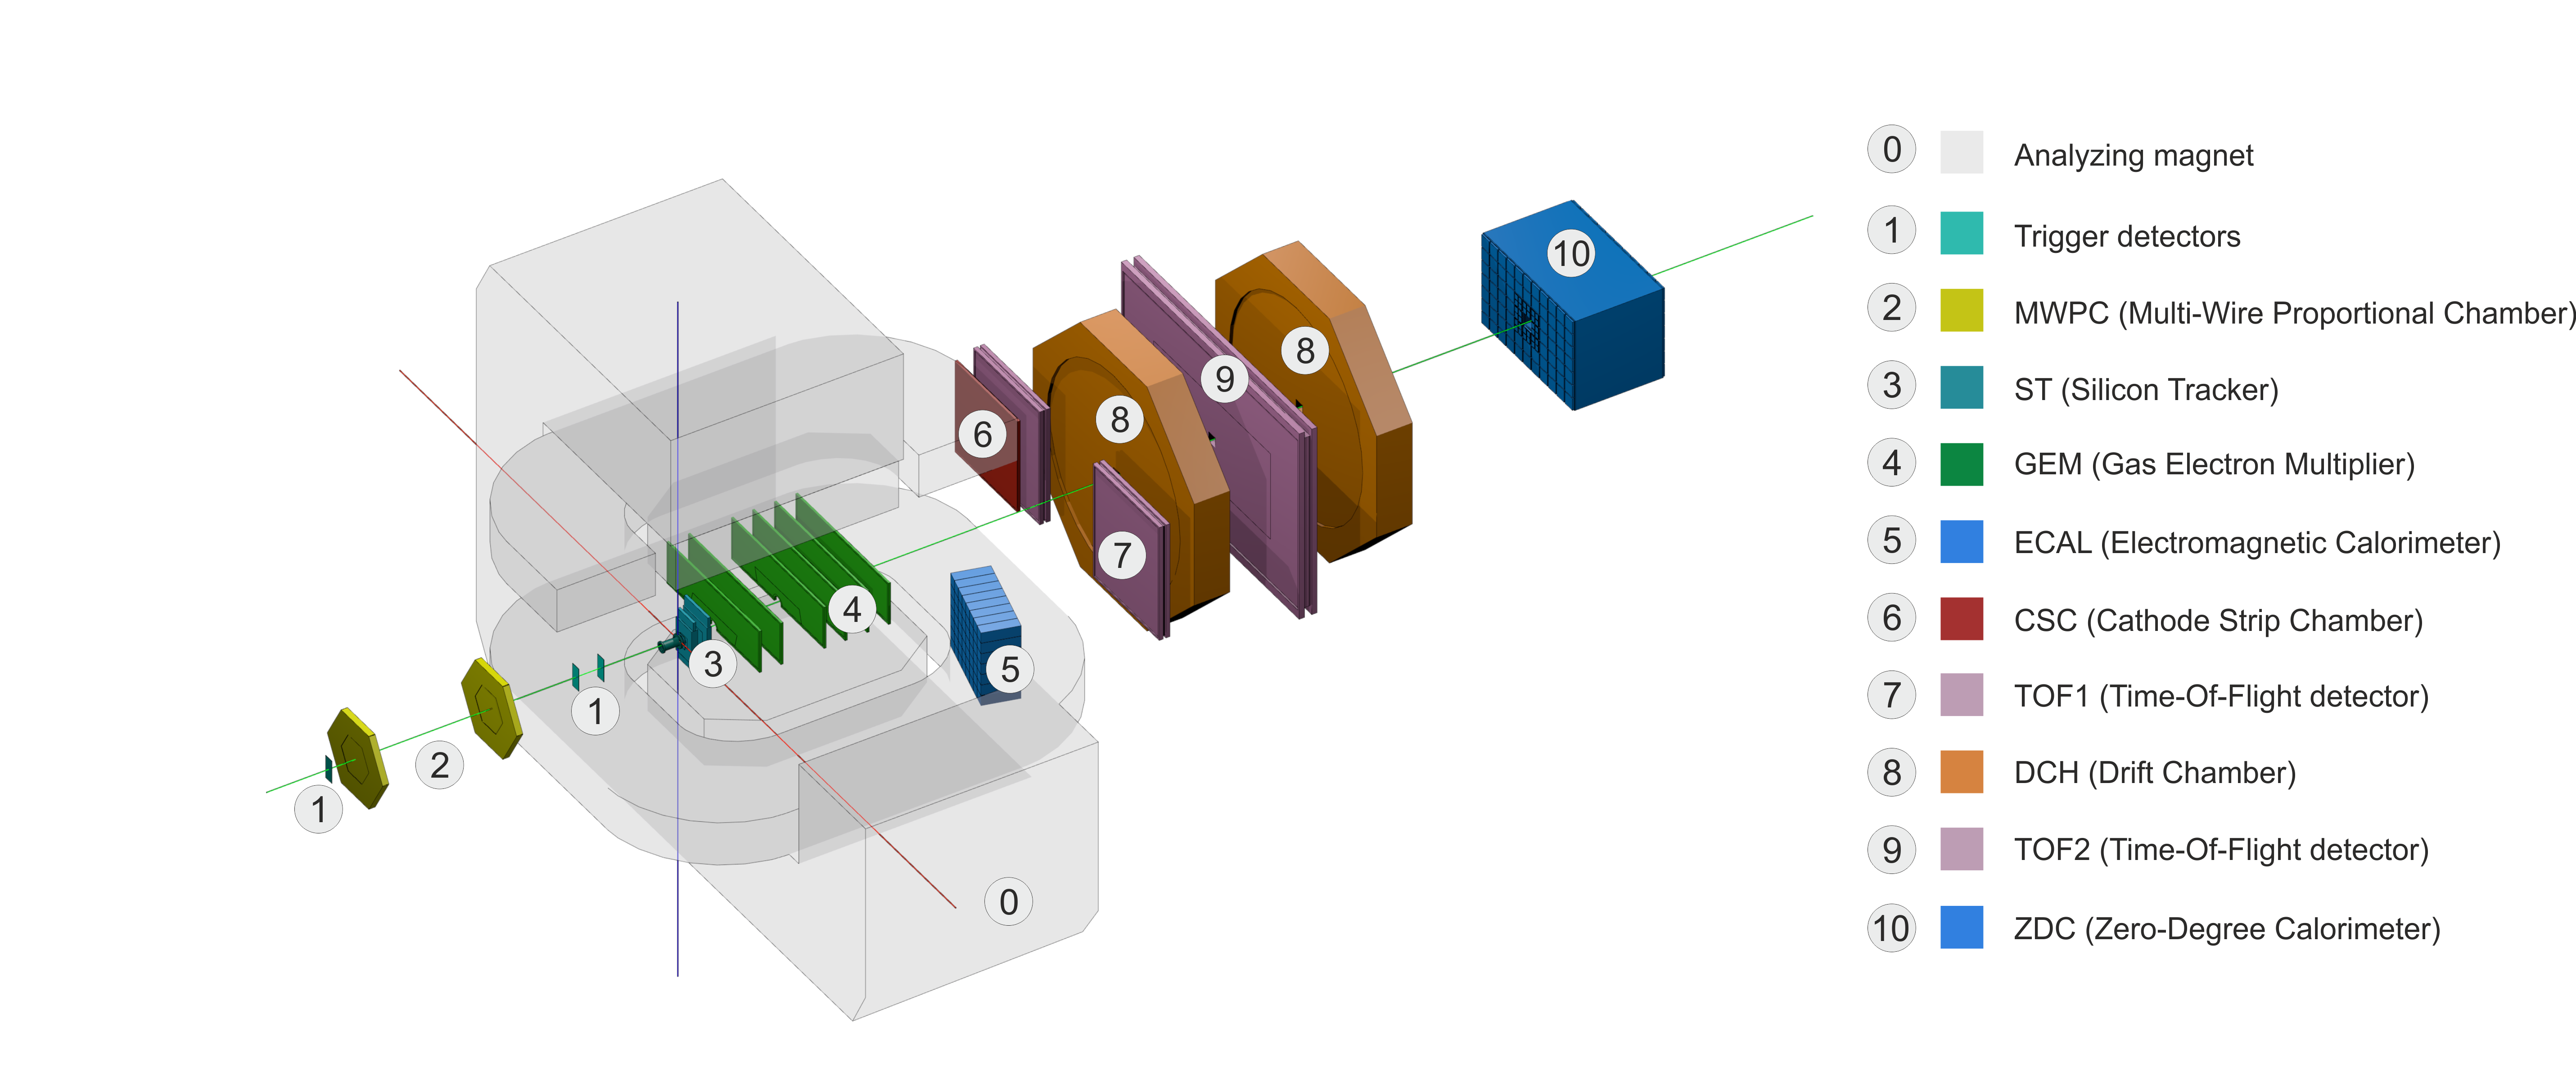 0 Analyzing magnet
1 Trigger detectors
2 MWPC (Multi-Wire Proportional Chamber)
3 ST (Silicon Tracker)
4 GEM (Gas Electron Multiplier)
5 ECAL (Electromagnetic Calorimeter)
6 CSC (Cathode Strip Chamber)
7 TOF1 (Time-Of-Flight detector)
8 DCH (Drift Chamber)
9 TOF2 (Time-Of-Flight detector)
10 ZDC (Zero-Degree Calorimeter)
10
8
9
8
6
7
4
3
5
1
2
1
0